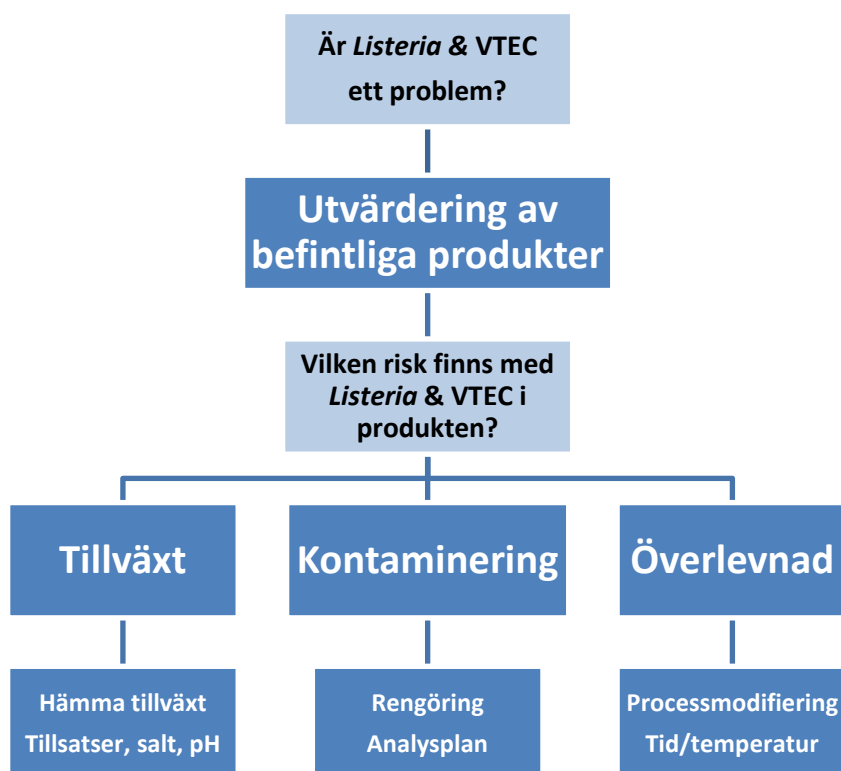 Är Listeria & VTEC
ett problem?
Utvärdering av
befintliga produkter
Vilken risk finns med
Listeria & VTEC i
produkten?
Tillväxt
Kontaminering
Överlevnad
Hämma tillväxt
Tillsatser, salt, pH
Rengöring
Analysplan
Processmodifiering
Tid/temperatur